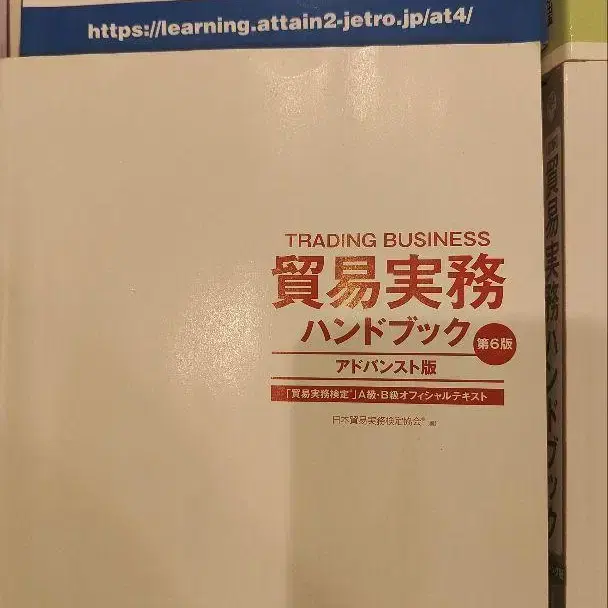 https://learning.attain2-jetro.jp/at4/
TRADING BUSINESS
貿易実務
ハンドブック
第6版
アドバンスト版
「貿易実務検定®」A級・B級オフィシャルテキスト
日本貿易実務検定協会® 編
貿易実務ハンドブック